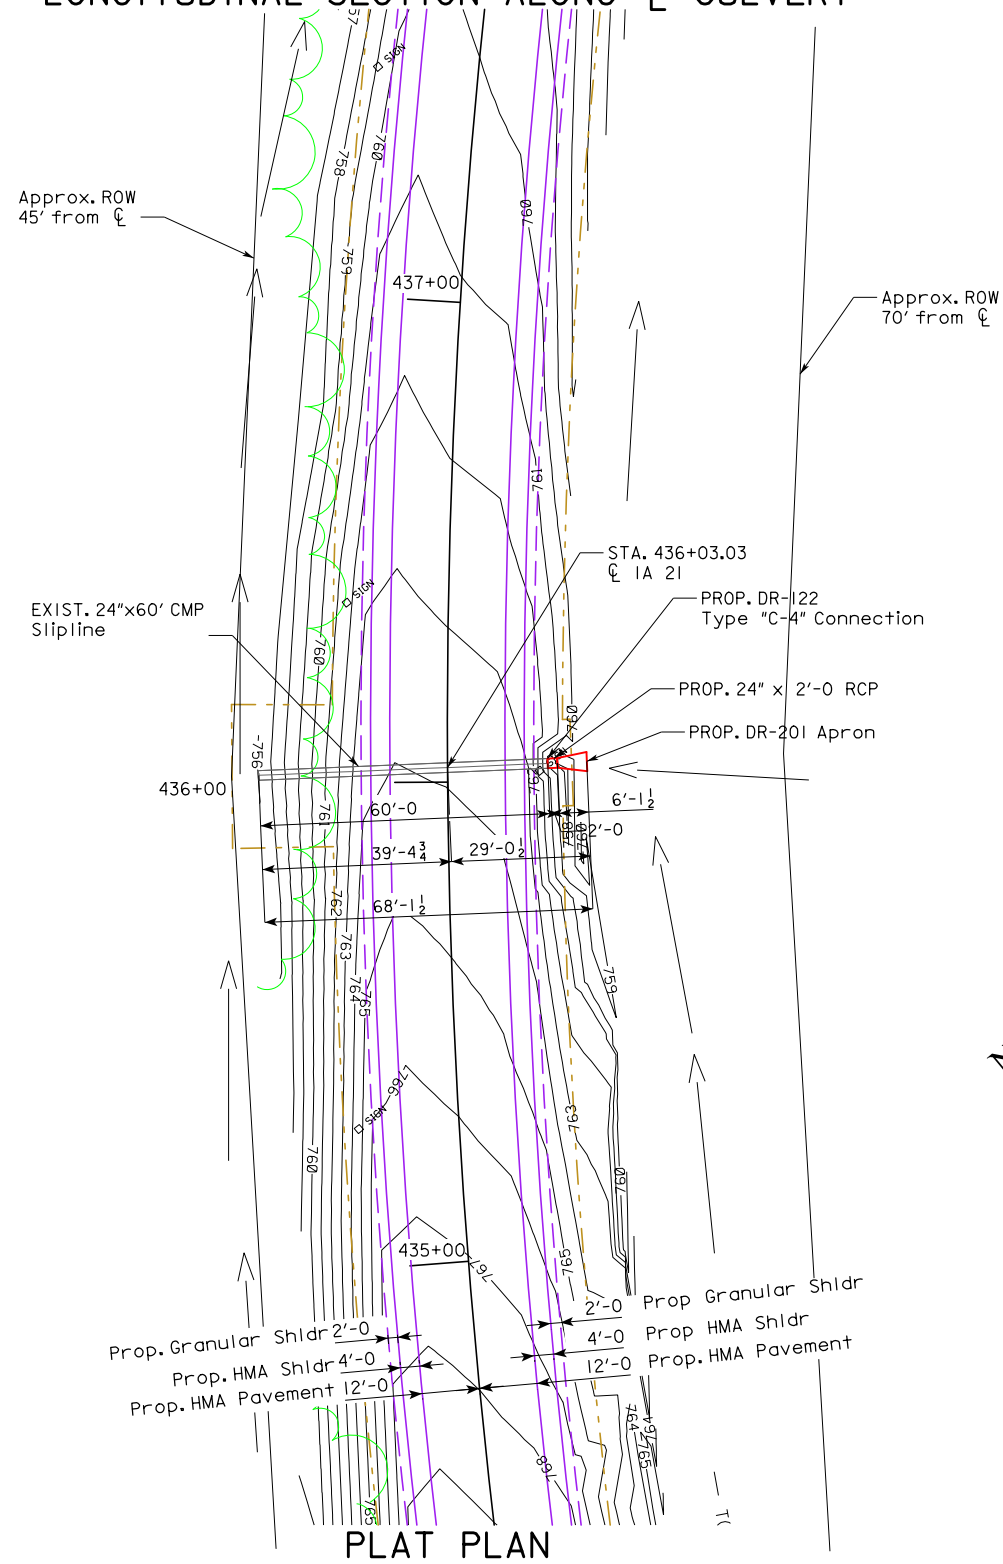 LONGITUDINAL SECTION ALONG ℄ CULVERT
757
SIGN
760
758
Approx. ROW
45' from ℄
760
759
437+00
Approx. ROW
70' from ℄
761
STA. 436+03.03
℄ IA 21
SIGN
PROP. DR-122
Type "C-4" Connection
EXIST. 24"x60' CMP
Slipline
760
PROP. 24" x 2'-0 RCP
760
PROP. DR-201 Apron
756
762
436+00
60'-0
6'-1½
761
758
760
2'-0
39'-4¾
29'-0½
762
68'-1½
763
759
764
765
766
SIGN
763
760
760
435+00
767
765
2'-0 Prop Granular Shldr
Prop. Granular Shldr 2'-0
4'-0 Prop HMA Shldr
Prop. HMA Shldr 4'-0
12'-0 Prop. HMA Pavement
Prop. HMA Pavement 12'-0
764
764
765
768
765
PLAT PLAN